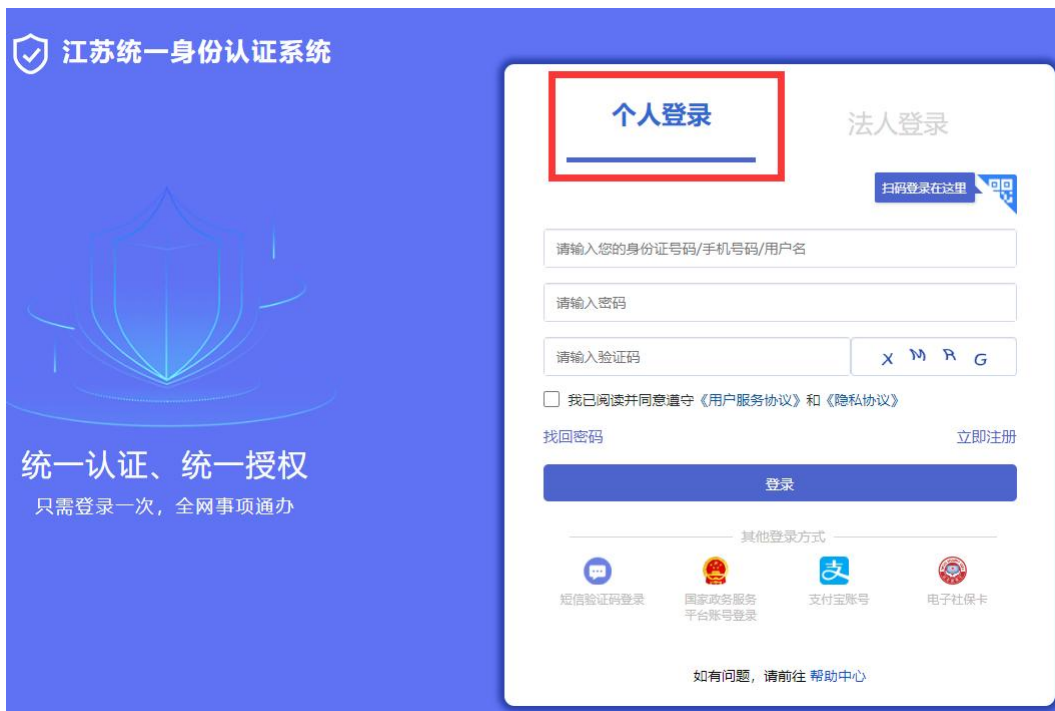 江苏统一身份认证系统
个人登录
法人登录
扫码登录在这里
请输入您的身份证号码/手机号码/用户名
请输入密码
请输入验证码
X M R G
我已阅读并同意遵守《用户服务协议》和《隐私协议》
找回密码
立即注册
统一认证、统一授权
只需登录一次，全网事项通办
登录
其他登录方式
短信验证码登录
国家政务服务
平台账号登录
支付宝账号
电子社保卡
如有问题，请前往 帮助中心